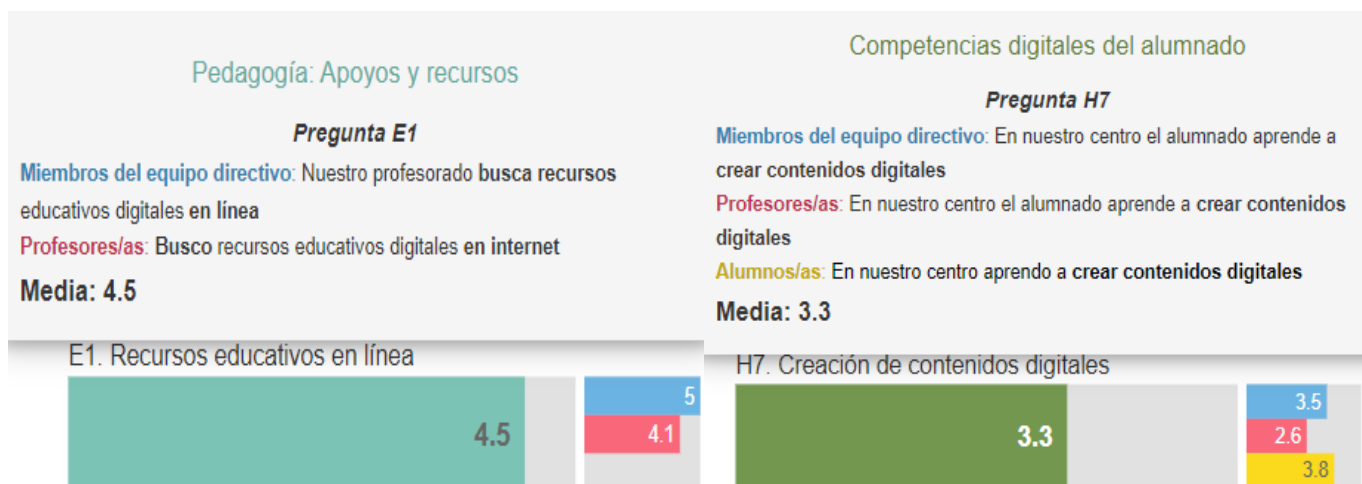 Pedagogía: Apoyos y recursos
Pregunta E1
Miembros del equipo directivo: Nuestro profesorado busca recursos
educativos digitales en línea
Profesores/as: Busco recursos educativos digitales en internet
Media: 4.5
E1. Recursos educativos en línea
4.5
5
4.1
Competencias digitales del alumnado
Pregunta H7
Miembros del equipo directivo: En nuestro centro el alumnado aprende a
crear contenidos digitales
Profesores/as: En nuestro centro el alumnado aprende a crear contenidos
digitales
Alumnos/as: En nuestro centro aprendo a crear contenidos digitales
Media: 3.3
H7. Creación de contenidos digitales
3.3
3.5
2.6
3.8